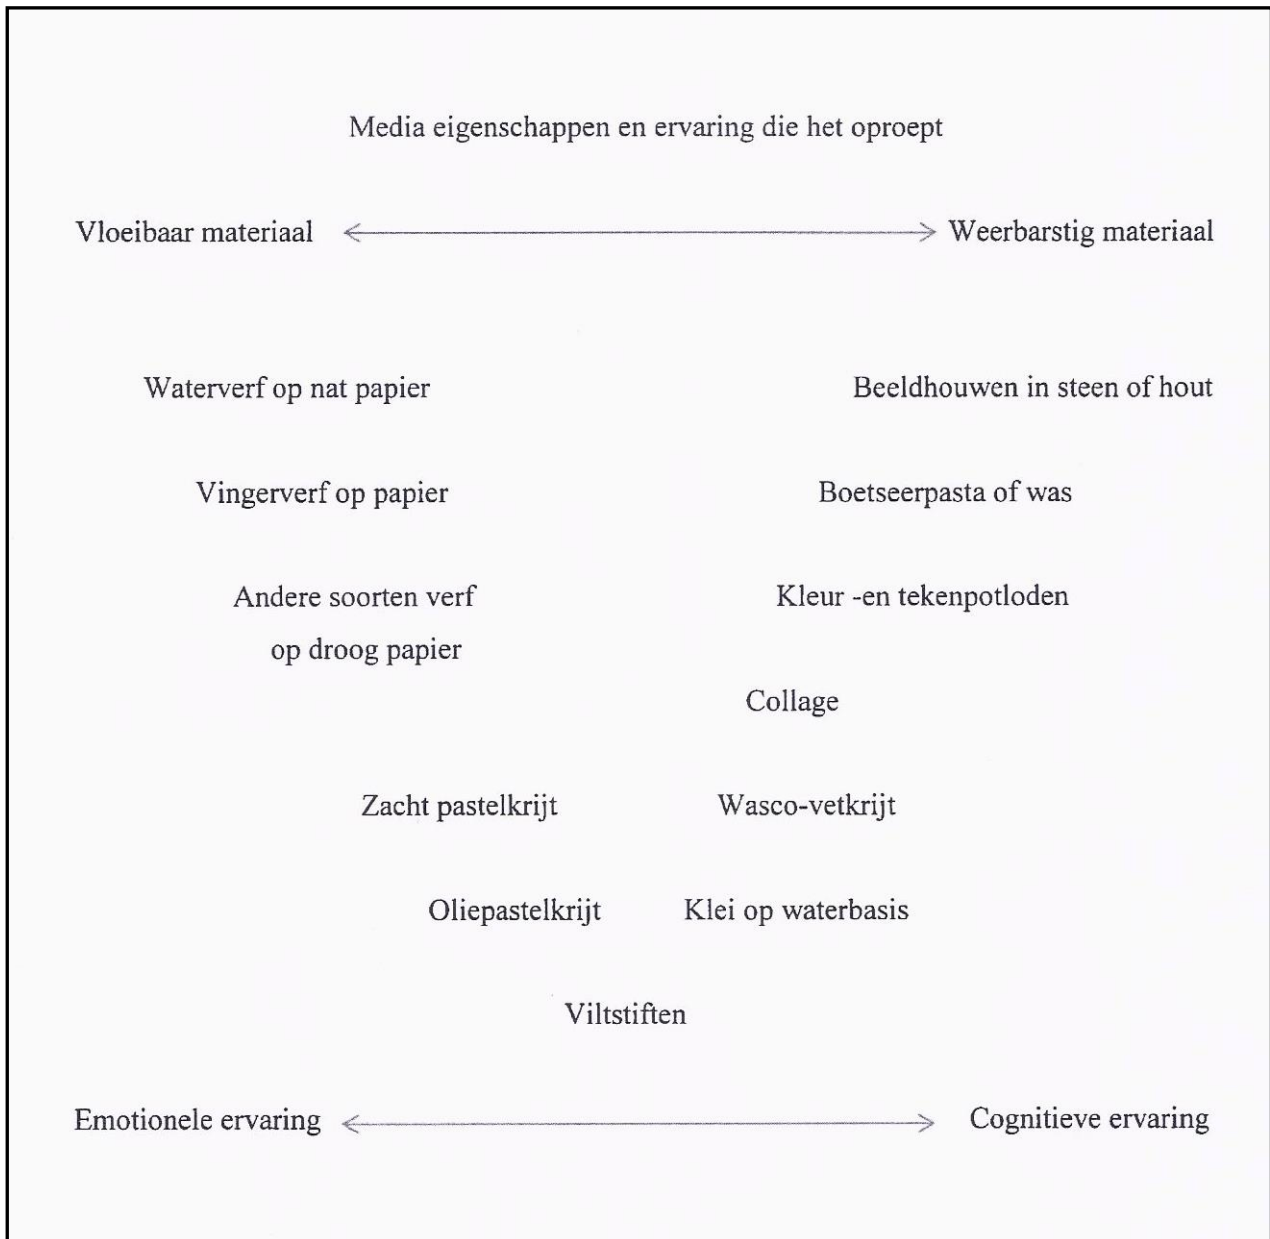 Media eigenschappen en ervaring die het oproept
Vloeibaar materiaal Weerbarstig materiaal
Waterverf op nat papier Beeldhouwen in steen of hout
Vingerverf op papier Boetseerpasta of was
Andere soorten verf Kleur -en tekenpotloden
op droog papier
Collage
Zacht pastelkrijt Wasco-vetkrijt
Oliepastelkrijt Klei op waterbasis
Viltstiften
Emotionele ervaring Cognitieve ervaring